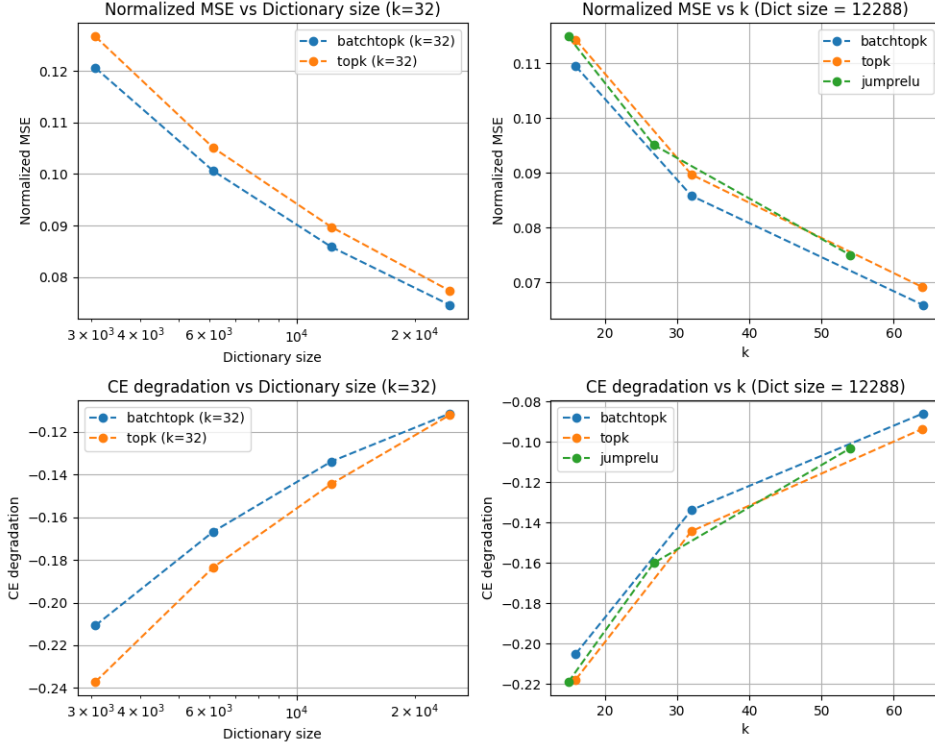 Normalized MSE vs Dictionary size (k=32)
Normalized MSE
0.12
0.11
0.10
0.09
0.08
batchtopk (k=32)
topk (k=32)
3 × 10³ 4 × 10³ 6 × 10³ 10⁴ 2 × 10⁴
Dictionary size
Normalized MSE vs k (Dict size = 12288)
Normalized MSE
0.11
0.10
0.09
0.08
0.07
batchtopk
topk
jumprelu
20 30 40 50 60
k
CE degradation vs Dictionary size (k=32)
CE degradation
−0.12
−0.14
−0.16
−0.18
−0.20
−0.22
−0.24
batchtopk (k=32)
topk (k=32)
3 × 10³ 4 × 10³ 6 × 10³ 10⁴ 2 × 10⁴
Dictionary size
CE degradation vs k (Dict size = 12288)
CE degradation
−0.08
−0.10
−0.12
−0.14
−0.16
−0.18
−0.20
−0.22
batchtopk
topk
jumprelu
20 30 40 50 60
k